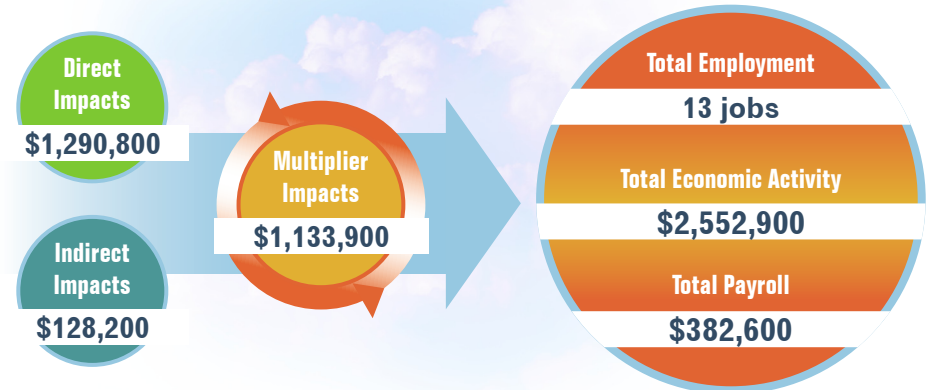 Direct
Impacts
$1,290,800
Indirect
Impacts
$128,200
Multiplier
Impacts
$1,133,900
Total Employment
13 jobs
Total Economic Activity
$2,552,900
Total Payroll
$382,600